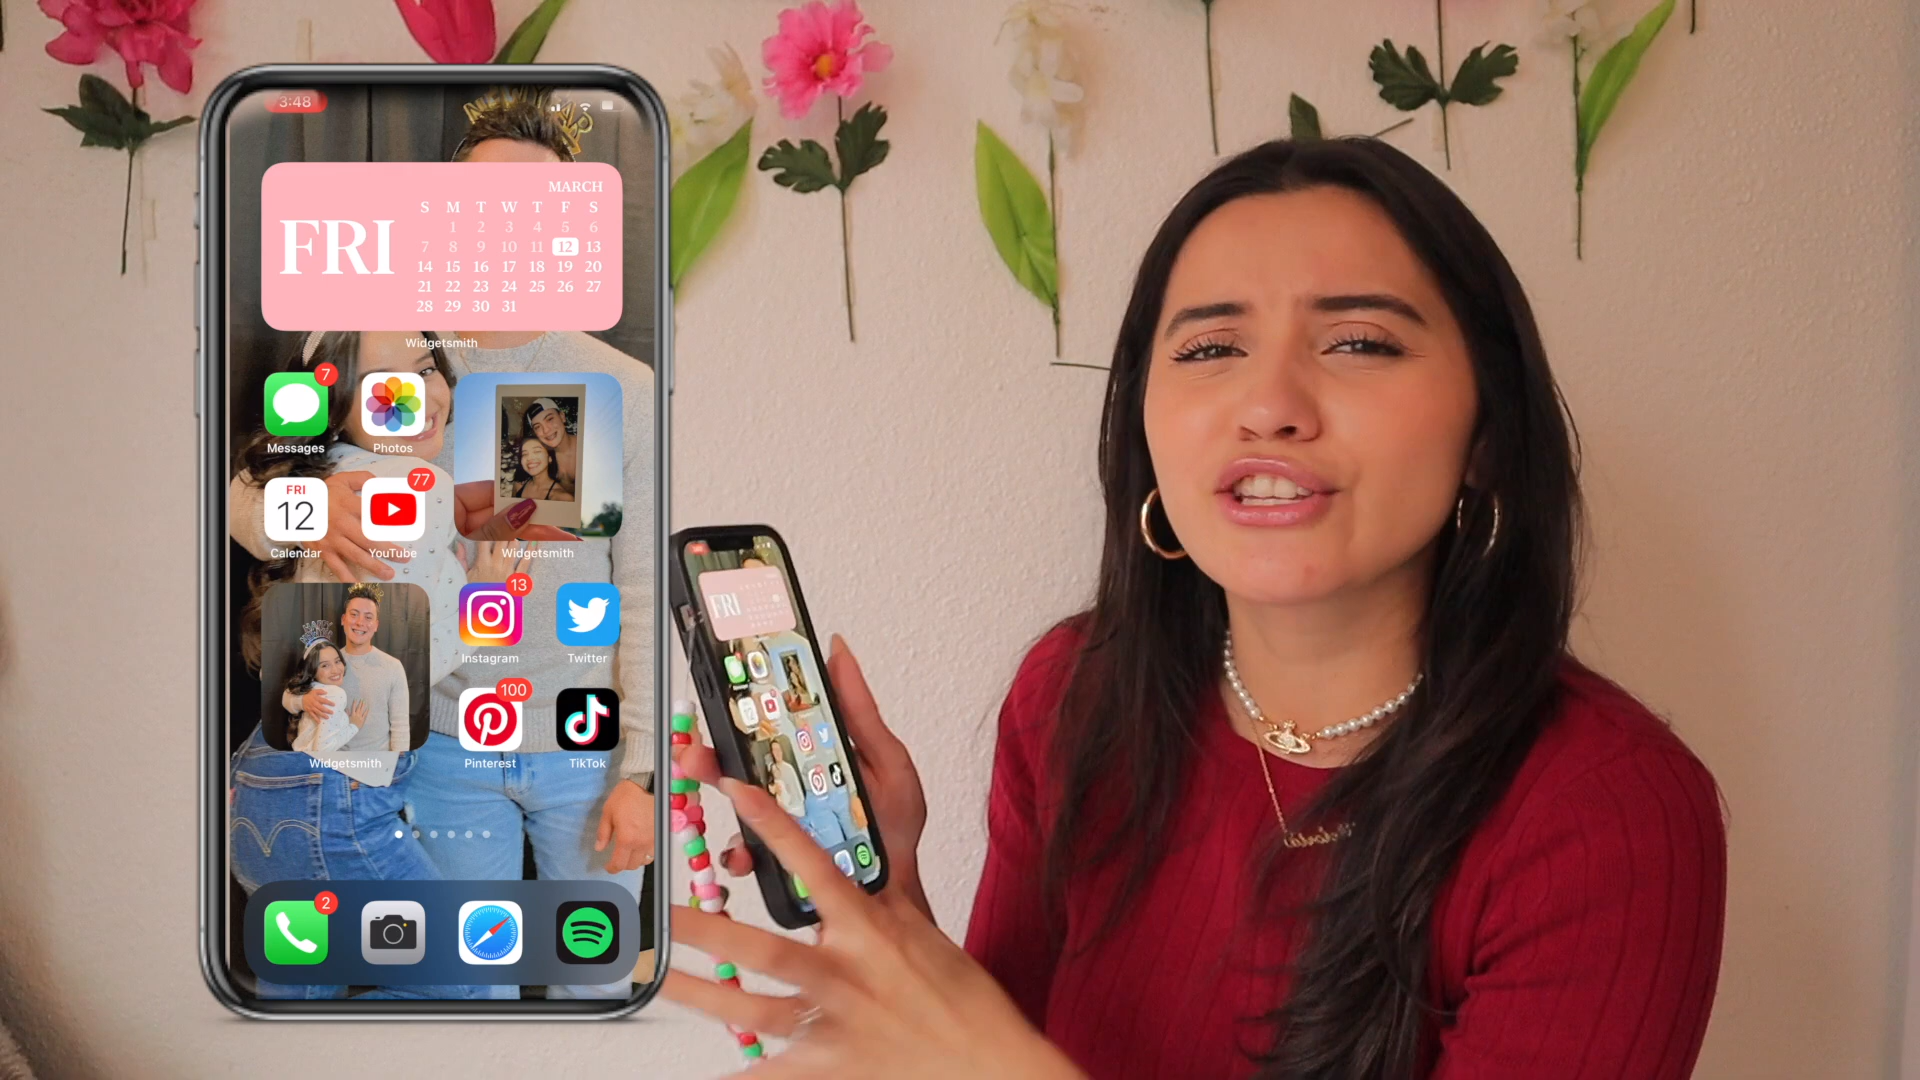 3:48
MARCH
FRI
S M T W T F S
1 2 3 4 5 6
7 8 9 10 11 12 13
14 15 16 17 18 19 20
21 22 23 24 25 26 27
28 29 30 31
Widgetsmith
7
Messages
Photos
FRI
12
Calendar
77
YouTube
Widgetsmith
Widgetsmith
13
Instagram
Twitter
100
Pinterest
TikTok
2
FRI